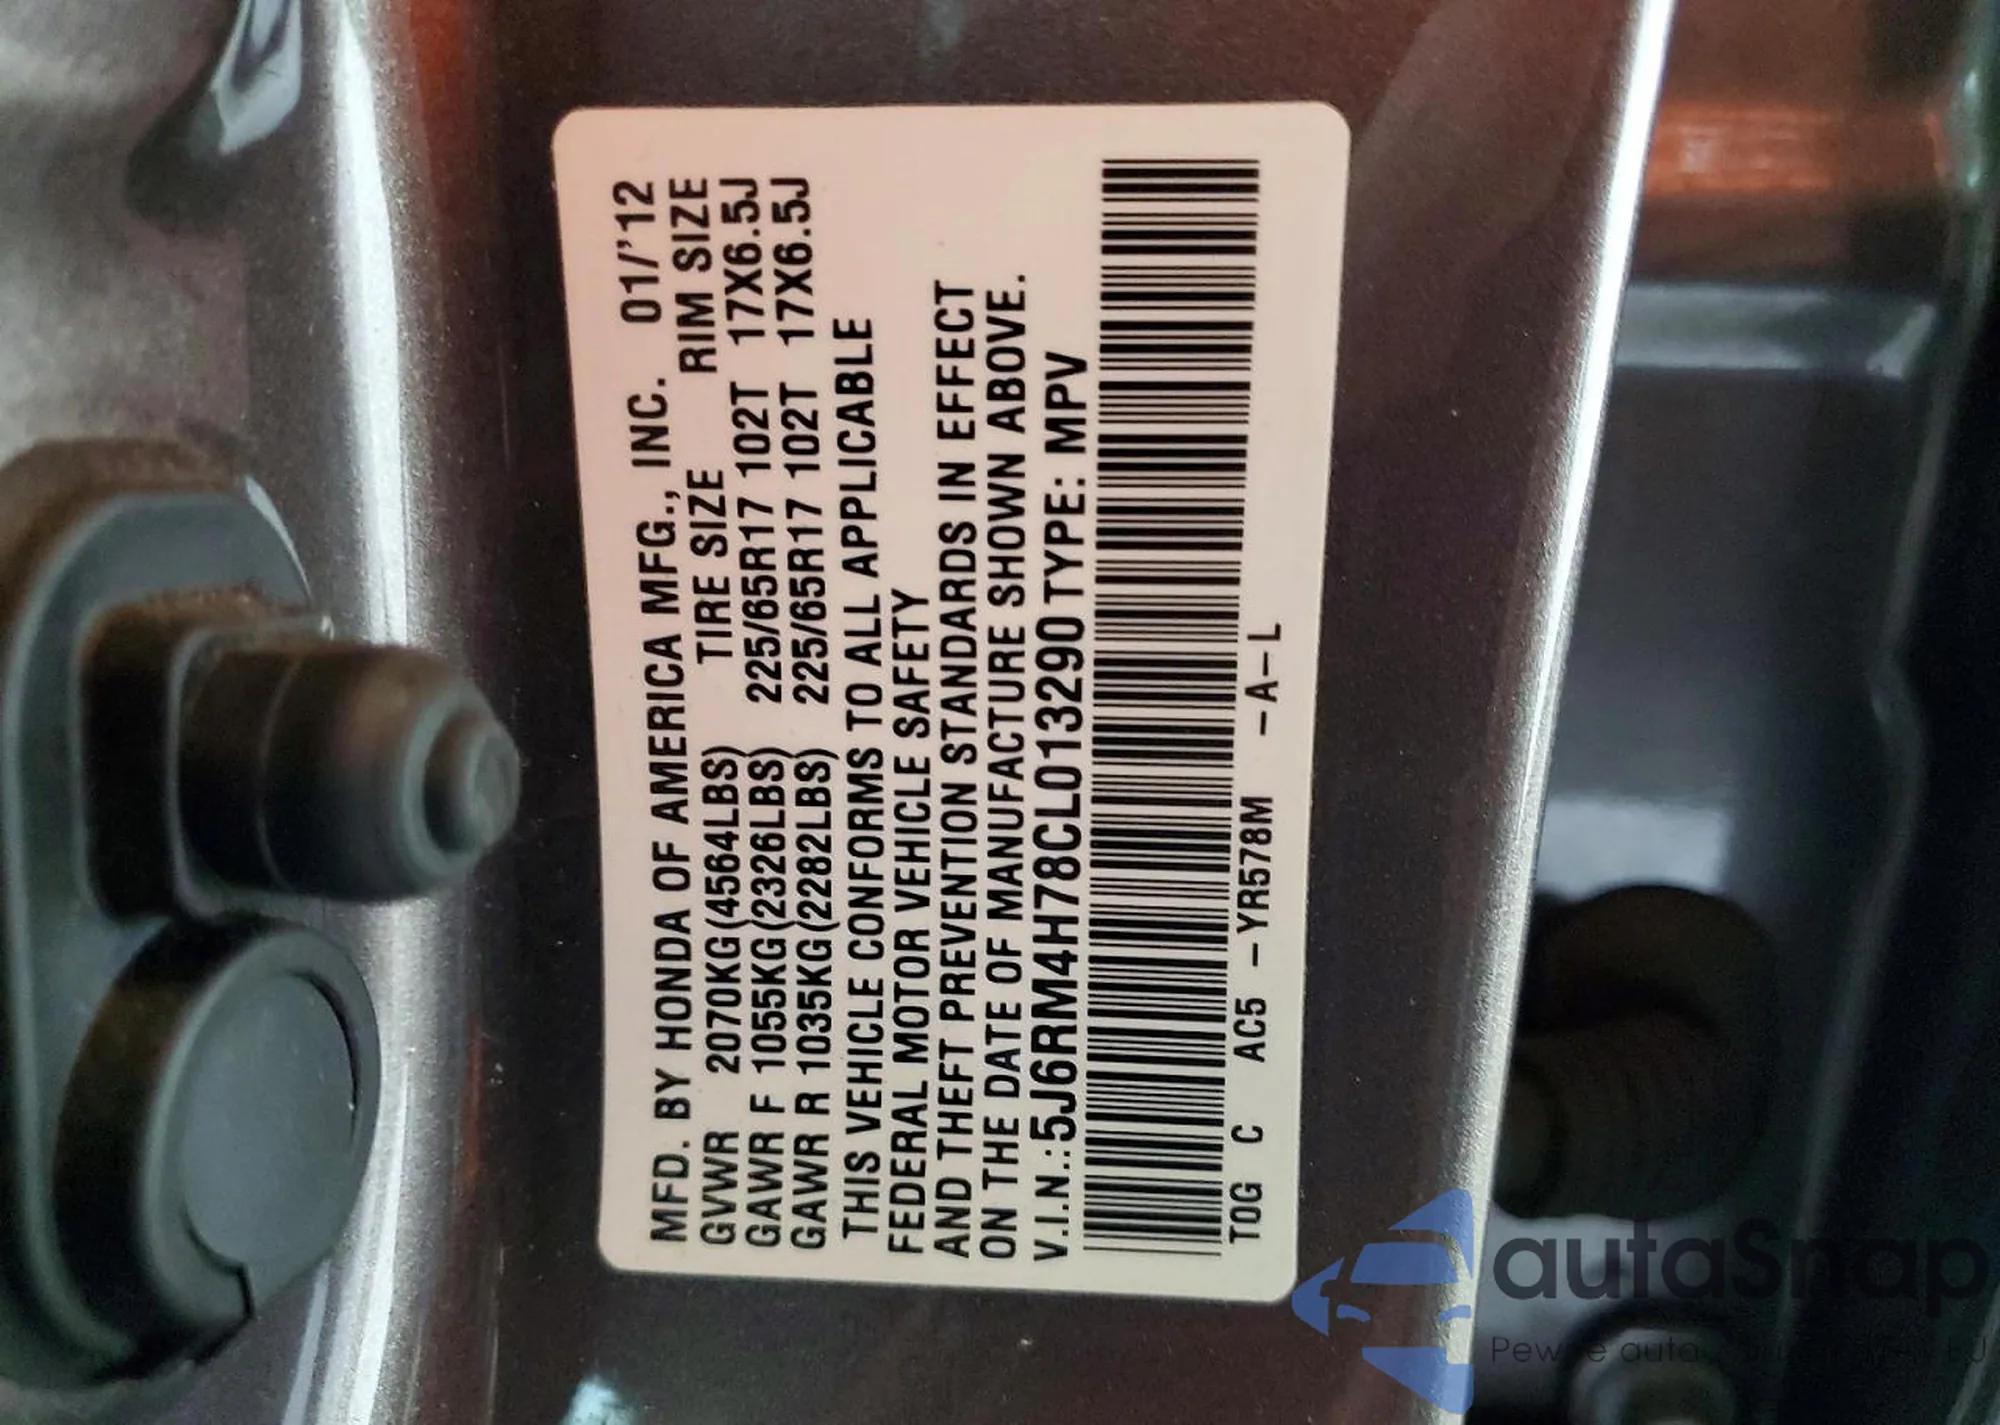 MFD. BY HONDA OF AMERICA MFG., INC. 01/'12
TIRE SIZE RIM SIZE
GVWR 2070KG(4564LBS) 225/65R17 102T 17X6.5J
GAWR F 1055KG(2326LBS) 225/65R17 102T 17X6.5J
GAWR R 1035KG(2282LBS)
THIS VEHICLE CONFORMS TO ALL APPLICABLE
FEDERAL MOTOR VEHICLE SAFETY
AND THEFT PREVENTION STANDARDS IN EFFECT
ON THE DATE OF MANUFACTURE SHOWN ABOVE.
V.I.N.:5J6RM4H78CL013290 TYPE: MPV
TOG C AC5 -YR578M -A-L
autaSnap